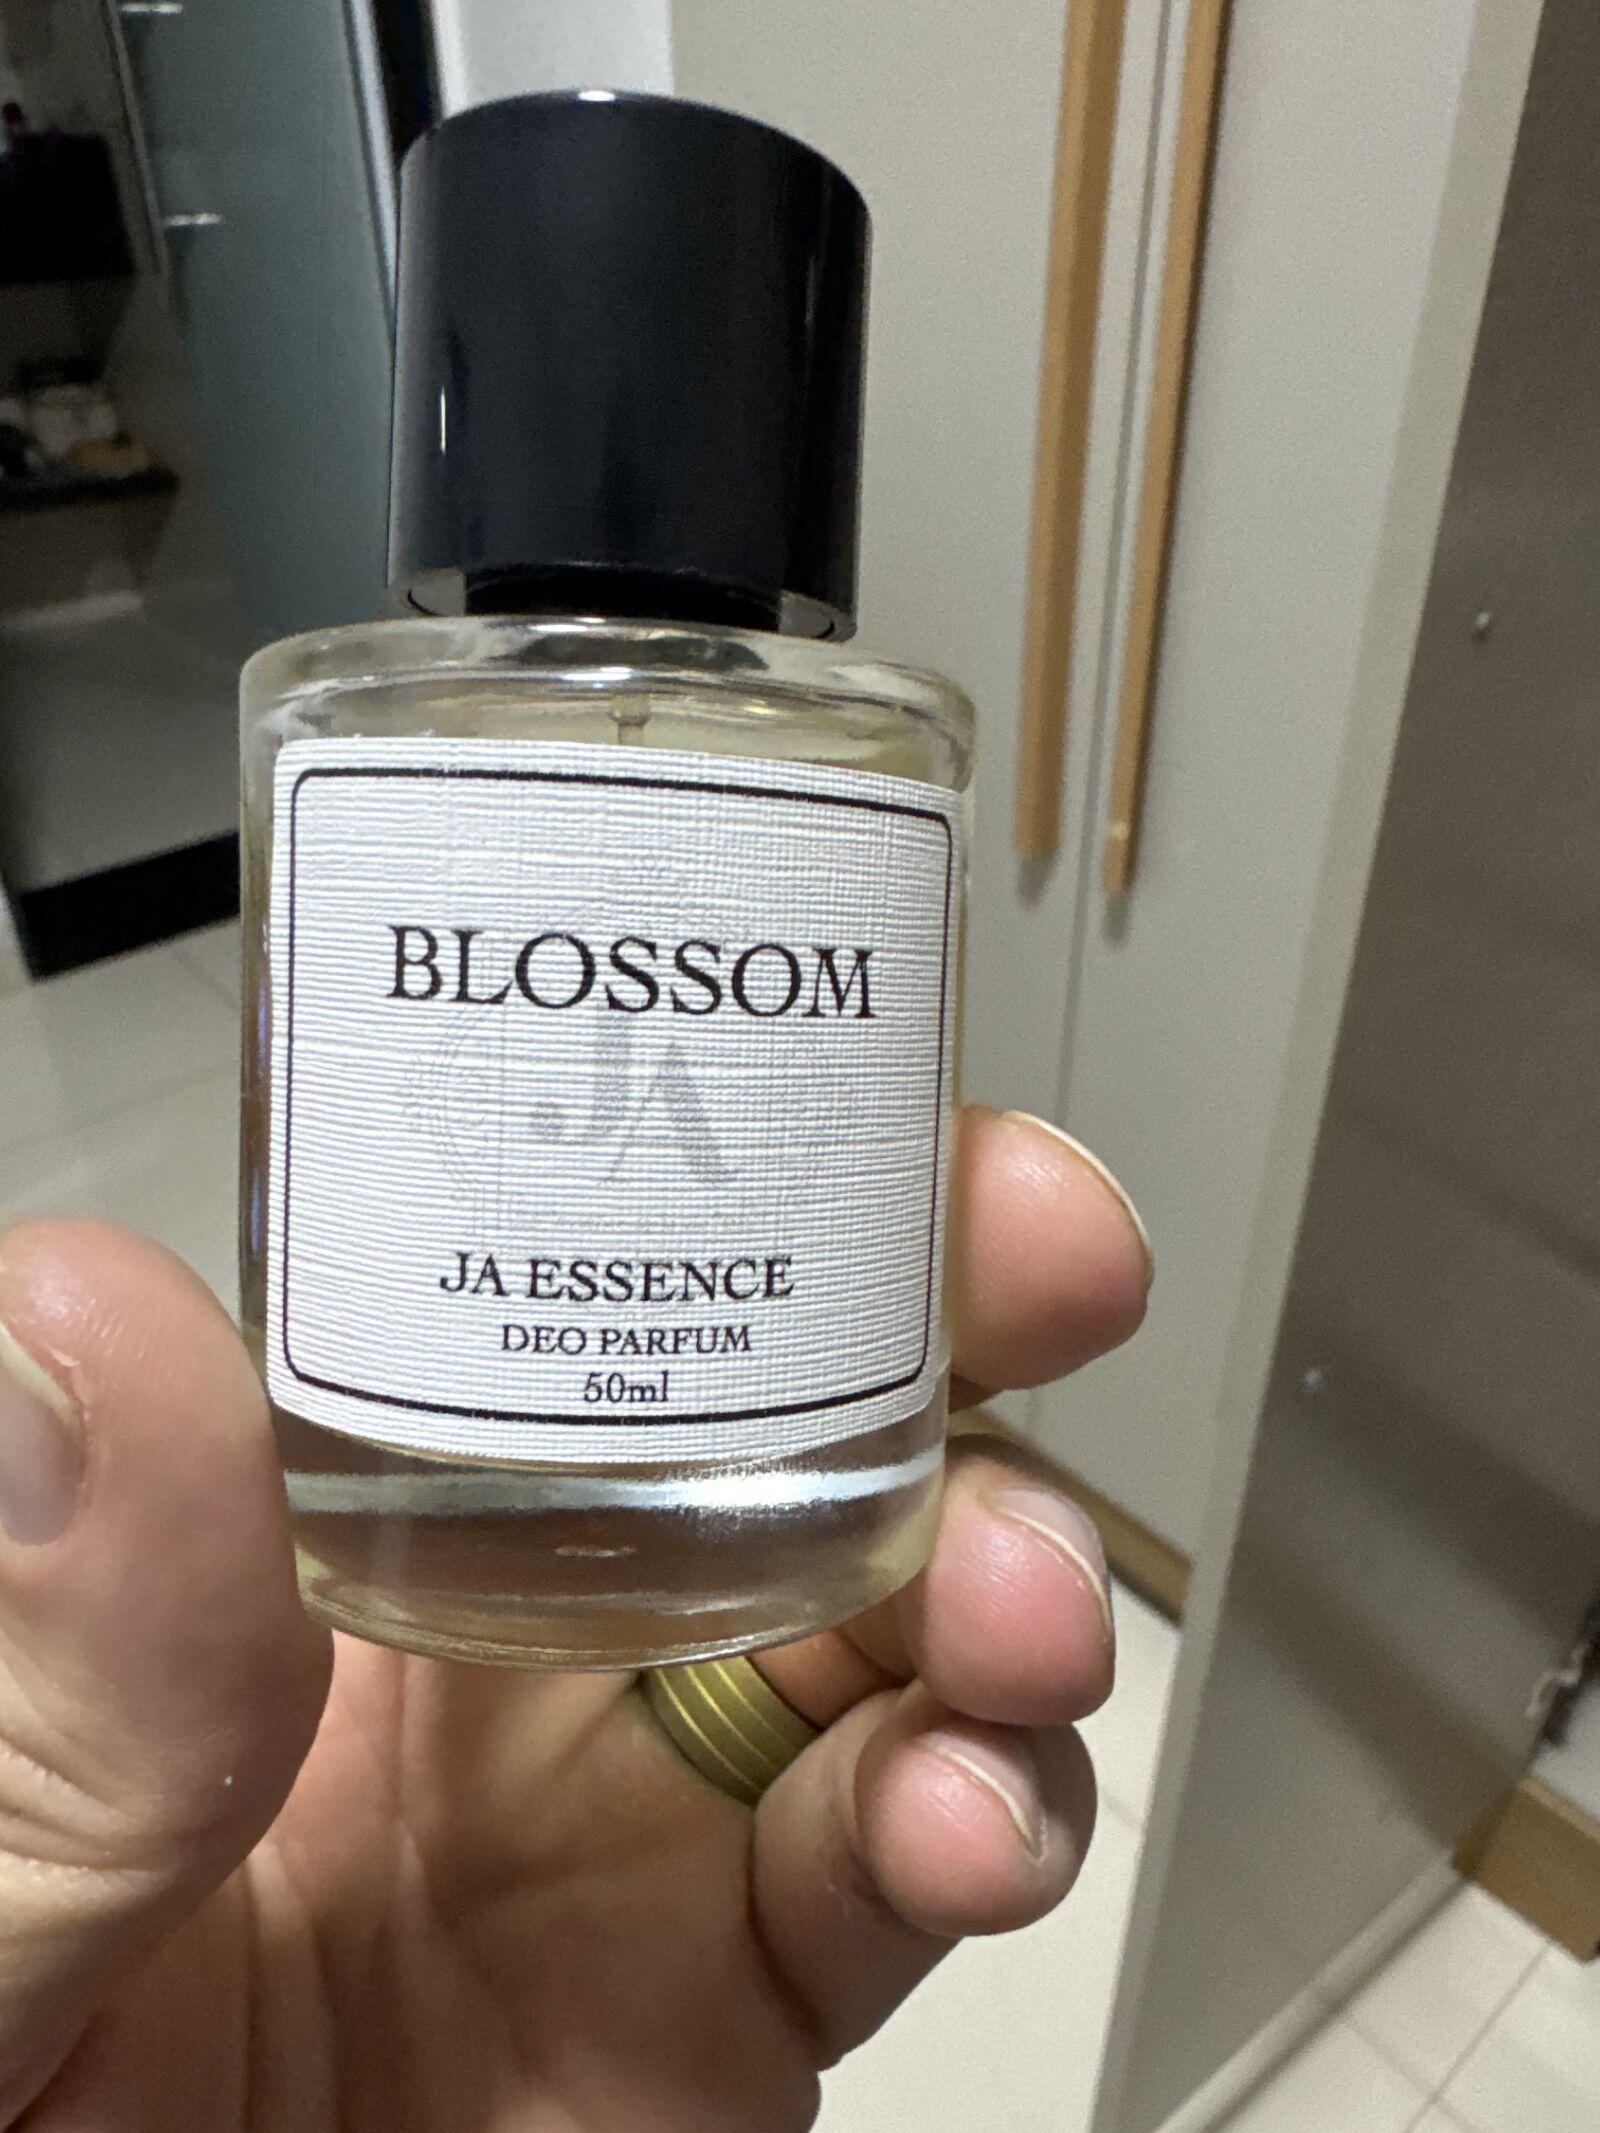 BLOSSOM
JA
JA ESSENCE
DEO PARFUM
50ml